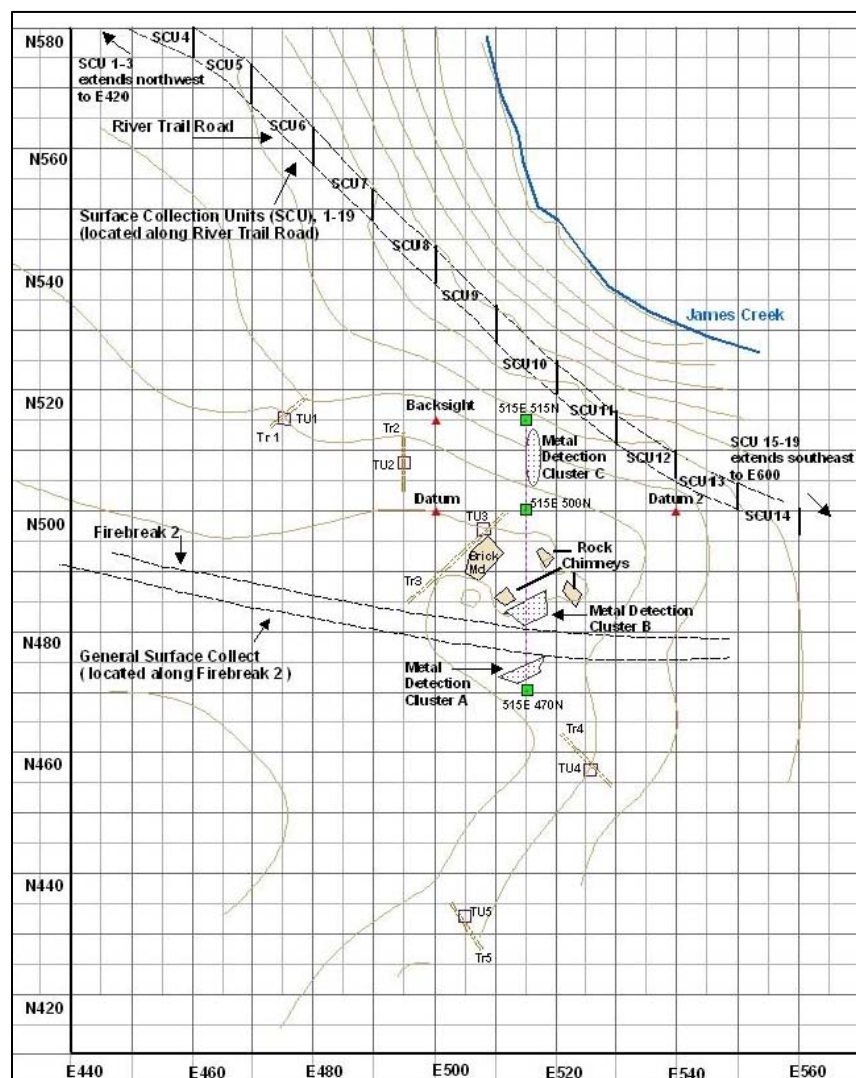 N580
SCU4
SCU 1-3
extends northwest
to E420
SCU5
River Trail Road
SCU6
N560
SCU7
Surface Collection Units (SCU), 1-19
(located along River Trail Road)
SCU8
N540
SCU9
James Creek
SCU10
N520
Backsight
515E 515N
SCU11
TU1
Tr 1
Tr2
Metal
Detection
Cluster C
SCU12
SCU 15-19
extends southeast
to E600
TU2
SCU13
Datum
515E 500N
Datum 2
SCU14
N500
TU3
Firebreak 2
Brick
Md
Rock
Chimneys
Tr3
Metal Detection
Cluster B
N480
General Surface Collect
( located along Firebreak 2 )
Metal
Detection
Cluster A
515E 470N
Tr4
N460
TU4
N440
TU5
Tr5
N420
E440
E460
E480
E500
E520
E540
E560